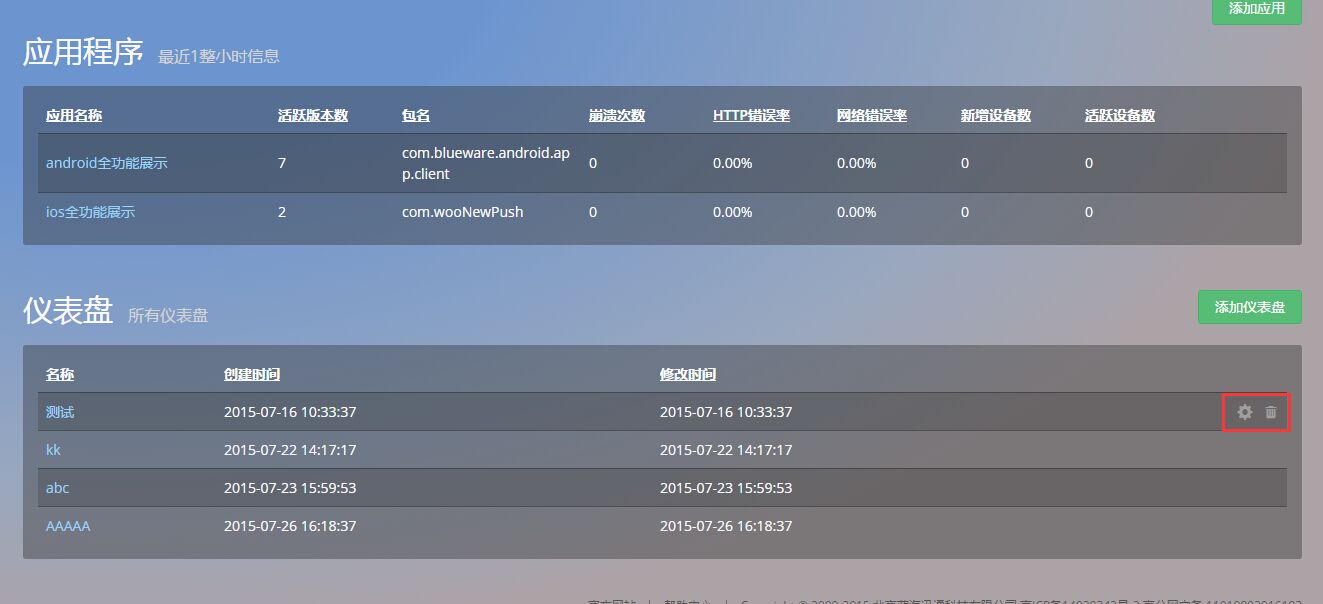 添加应用
应用程序 最近1整小时信息
应用名称 活跃版本数 包名 崩溃次数 HTTP错误率 网络错误率 新增设备数 活跃设备数
android全功能展示 7 com.blueware.android.ap 0 0.00% 0.00% 0 0
p.client
ios全功能展示 2 com.wooNewPush 0 0.00% 0.00% 0 0
仪表盘 所有仪表盘 添加仪表盘
名称 创建时间 修改时间
测试 2015-07-16 10:33:37 2015-07-16 10:33:37
kk 2015-07-22 14:17:17 2015-07-22 14:17:17
abc 2015-07-23 15:59:53 2015-07-23 15:59:53
AAAAA 2015-07-26 16:18:37 2015-07-26 16:18:37